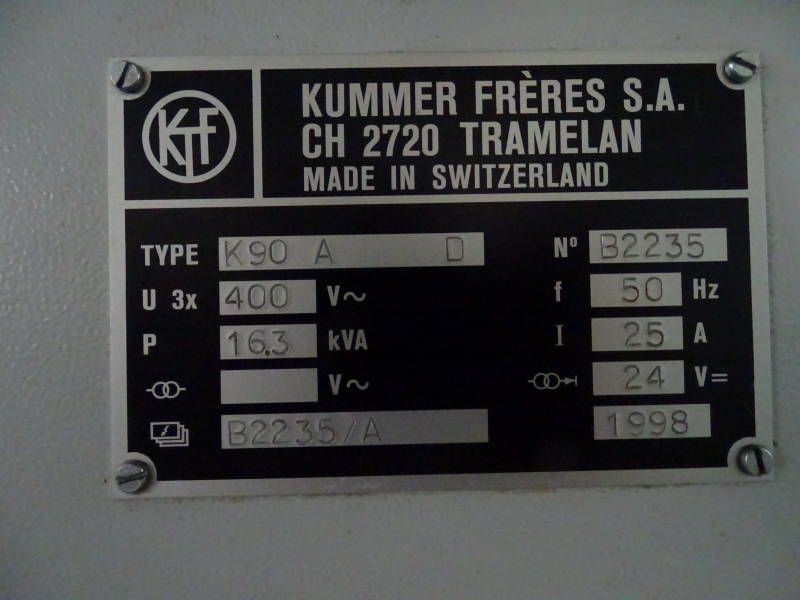 KTF
KUMMER FRÈRES S.A.
CH 2720 TRAMELAN
MADE IN SWITZERLAND
TYPE K90 A D Nº B2235
U 3x 400 V~ f 50 Hz
P 16,3 kVA I 25 A
V~ 24 V=
B2235/A 1998